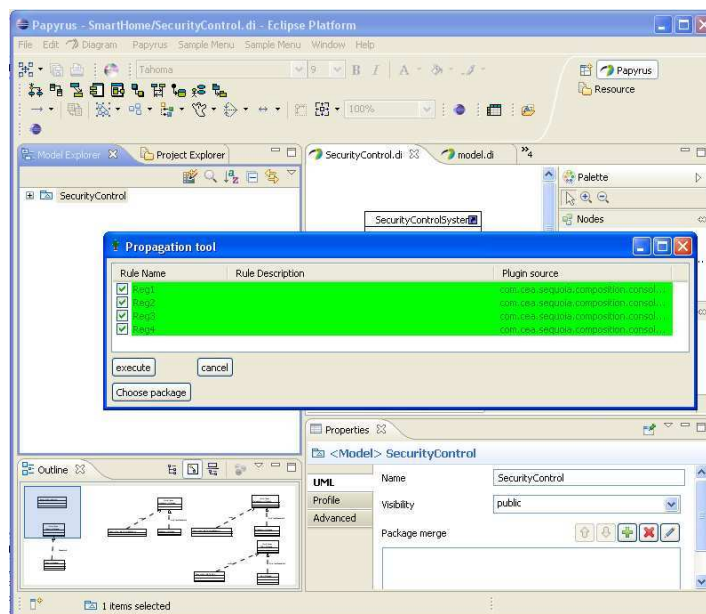 Papyrus - SmartHome/SecurityControl.di - Eclipse Platform
File Edit Diagram Papyrus Sample Menu Sample Menu Window Help
Tahoma 9 B I A
Papyrus
Resource
100%
Model Explorer Project Explorer
SecurityControl.di model.di »4
SecurityControl
Palette
SecurityControlSystem
Nodes
Propagation tool
Rule Name Rule Description Plugin source
Reg1 com.cea.sequoia.composition.consol...
Reg2 com.cea.sequoia.composition.consol...
Reg3 com.cea.sequoia.composition.consol...
Reg4 com.cea.sequoia.composition.consol...
execute cancel
Choose package
Properties
<Model> SecurityControl
Outline
UML
Name SecurityControl
Profile
Visibility public
Advanced
Package merge
1 items selected